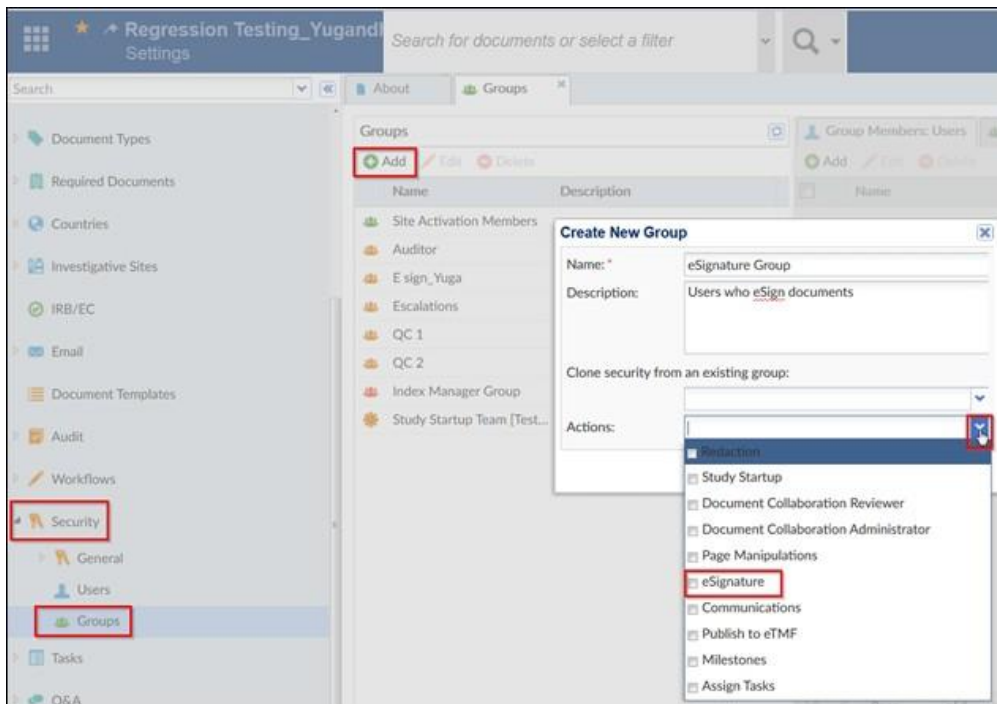 Regression Testing_Yugandl
Settings
Search for documents or select a filter
Search
About
Groups
Document Types
Required Documents
Countries
Investigative Sites
IRB/EC
Email
Document Templates
Audit
Workflows
Security
General
Users
Groups
Tasks
Q&A
Groups
Add Edit Delete
Name Description
Site Activation Members
Auditor
E sign_Yuga
Escalations
QC 1
QC 2
Index Manager Group
Study Startup Team [Test...
Group Members: Users
Add Edit Delete
Name
Create New Group
Name: * eSignature Group
Description: Users who eSign documents
Clone security from an existing group:
Actions:
Redaction
Study Startup
Document Collaboration Reviewer
Document Collaboration Administrator
Page Manipulations
eSignature
Communications
Publish to eTMF
Milestones
Assign Tasks